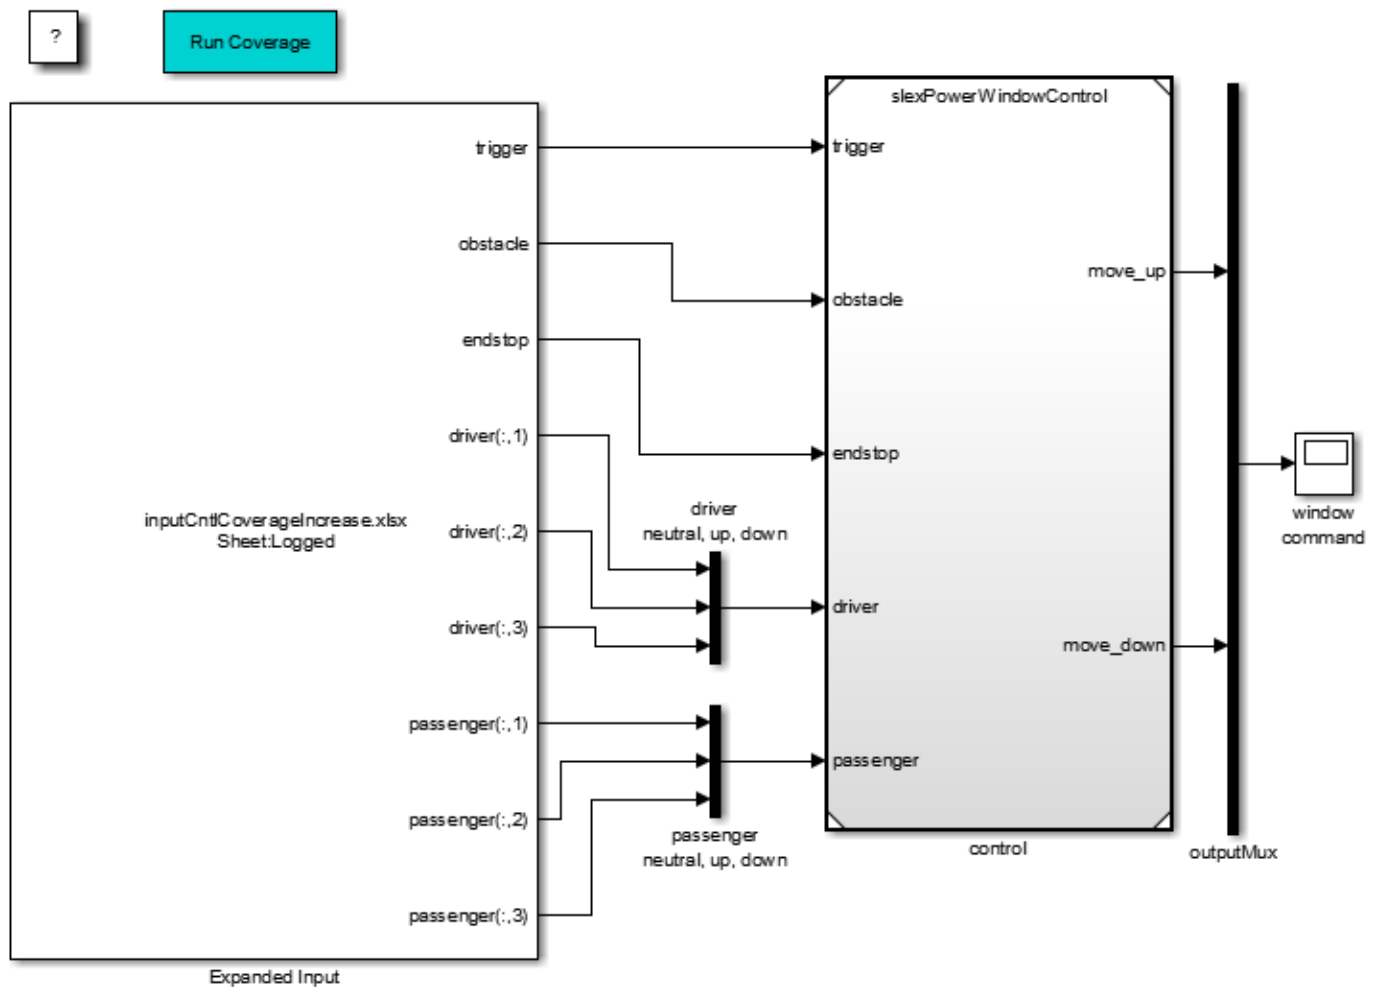 ?
Run Coverage
trigger
obstacle
endstop
driver(:,1)
driver(:,2)
driver(:,3)
passenger(:,1)
passenger(:,2)
passenger(:,3)
inputCntlCoverageIncrease.xlsx
Sheet:Logged
Expanded Input
driver
neutral, up, down
passenger
neutral, up, down
slexPowerWindowControl
trigger
obstacle
endstop
driver
passenger
move_up
move_down
control
outputMux
window
command